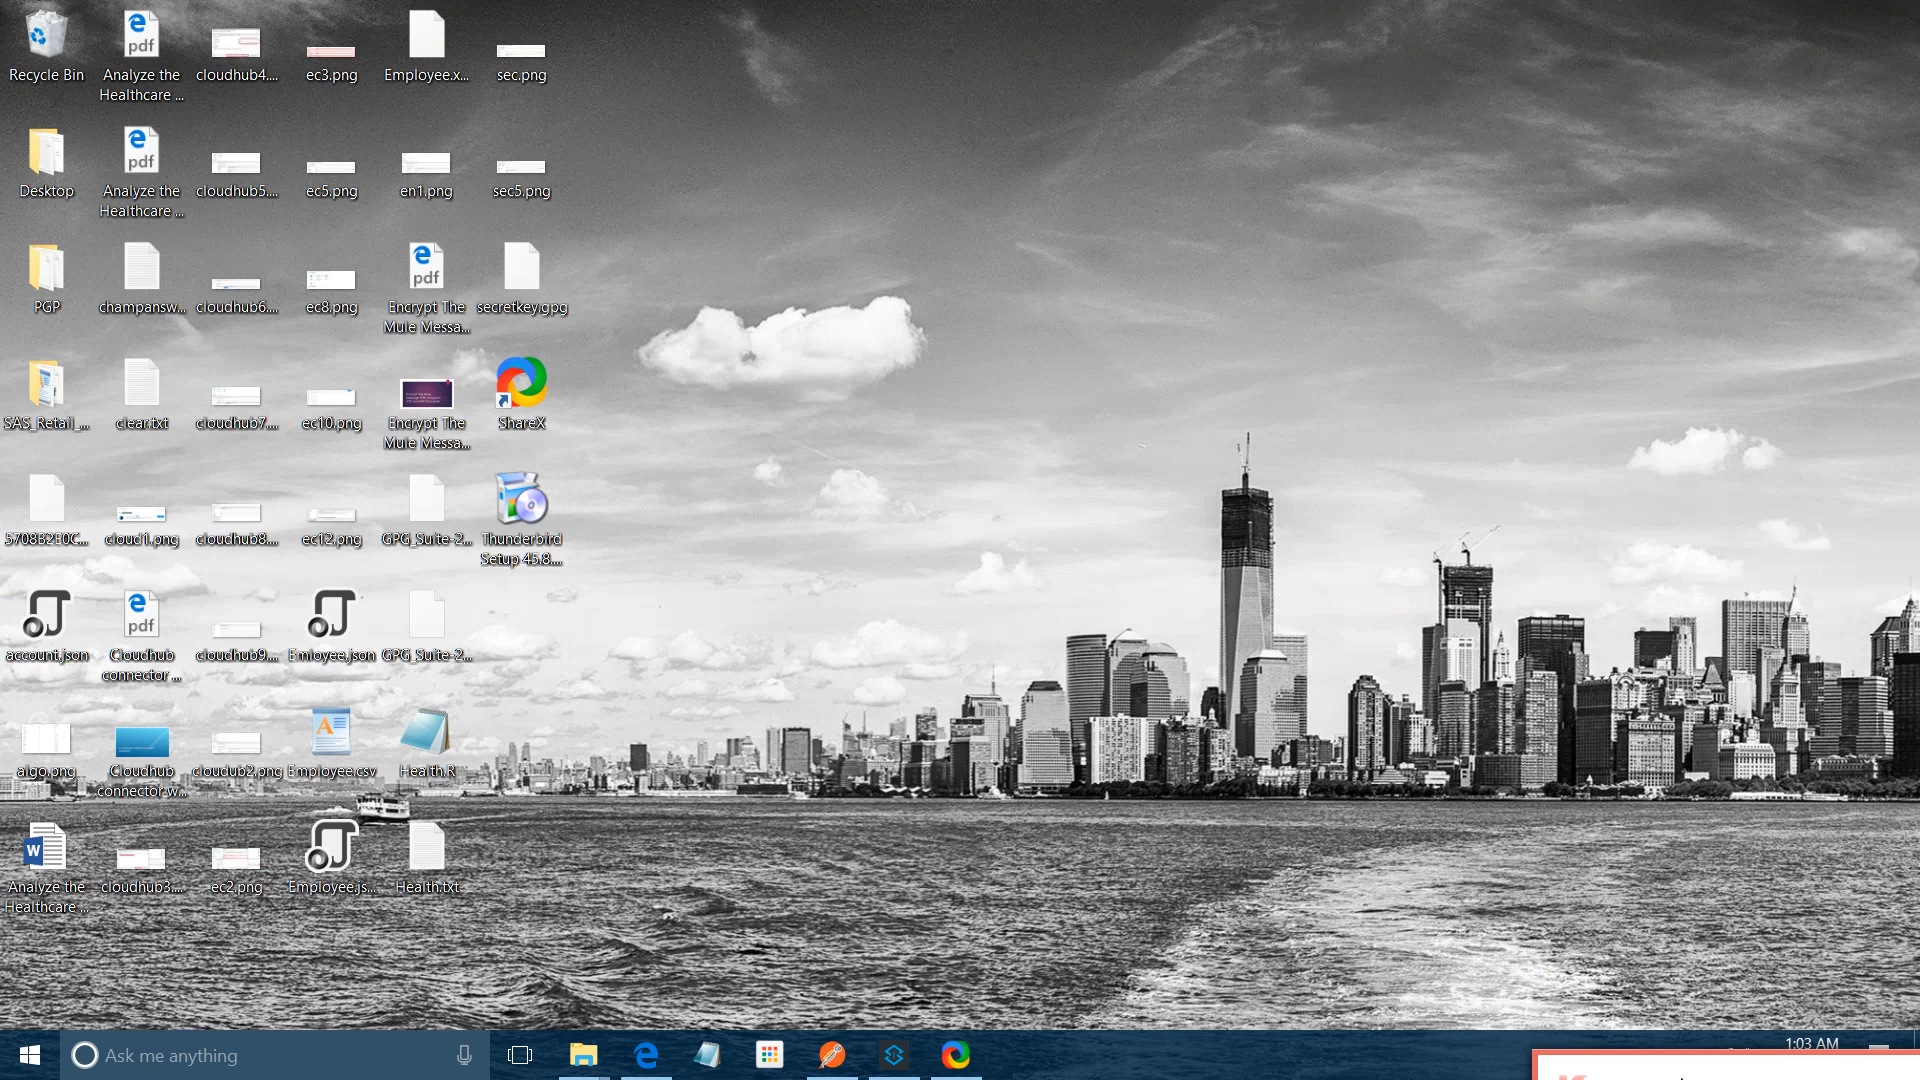 Recycle Bin
Analyze the
Healthcare ...
cloudhub4....
ec3.png
Employee.x...
sec.png
Desktop
Analyze the
Healthcare ...
cloudhub5....
ec5.png
en1.png
sec5.png
PGP
champansw...
cloudhub6....
ec8.png
Encrypt The
Mule Messa...
secretkey.gpg
SAS_Retail_...
clear.txt
cloudhub7....
ec10.png
Encrypt The
Mule Messa...
ShareX
5708B2E0C...
cloud1.png
cloudhub8....
ec12.png
GPG_Suite-2...
Thunderbird
Setup 45.8....
account.json
Cloudhub
connector ...
cloudhub9....
Emloyee.json
GPG_Suite-2...
algo.png
Cloudhub
connector.w...
cloudub2.png
Employee.csv
Health.R
Analyze the
Healthcare ...
cloudhub3....
ec2.png
Employee.js...
Health.txt
Ask me anything
1:03 AM